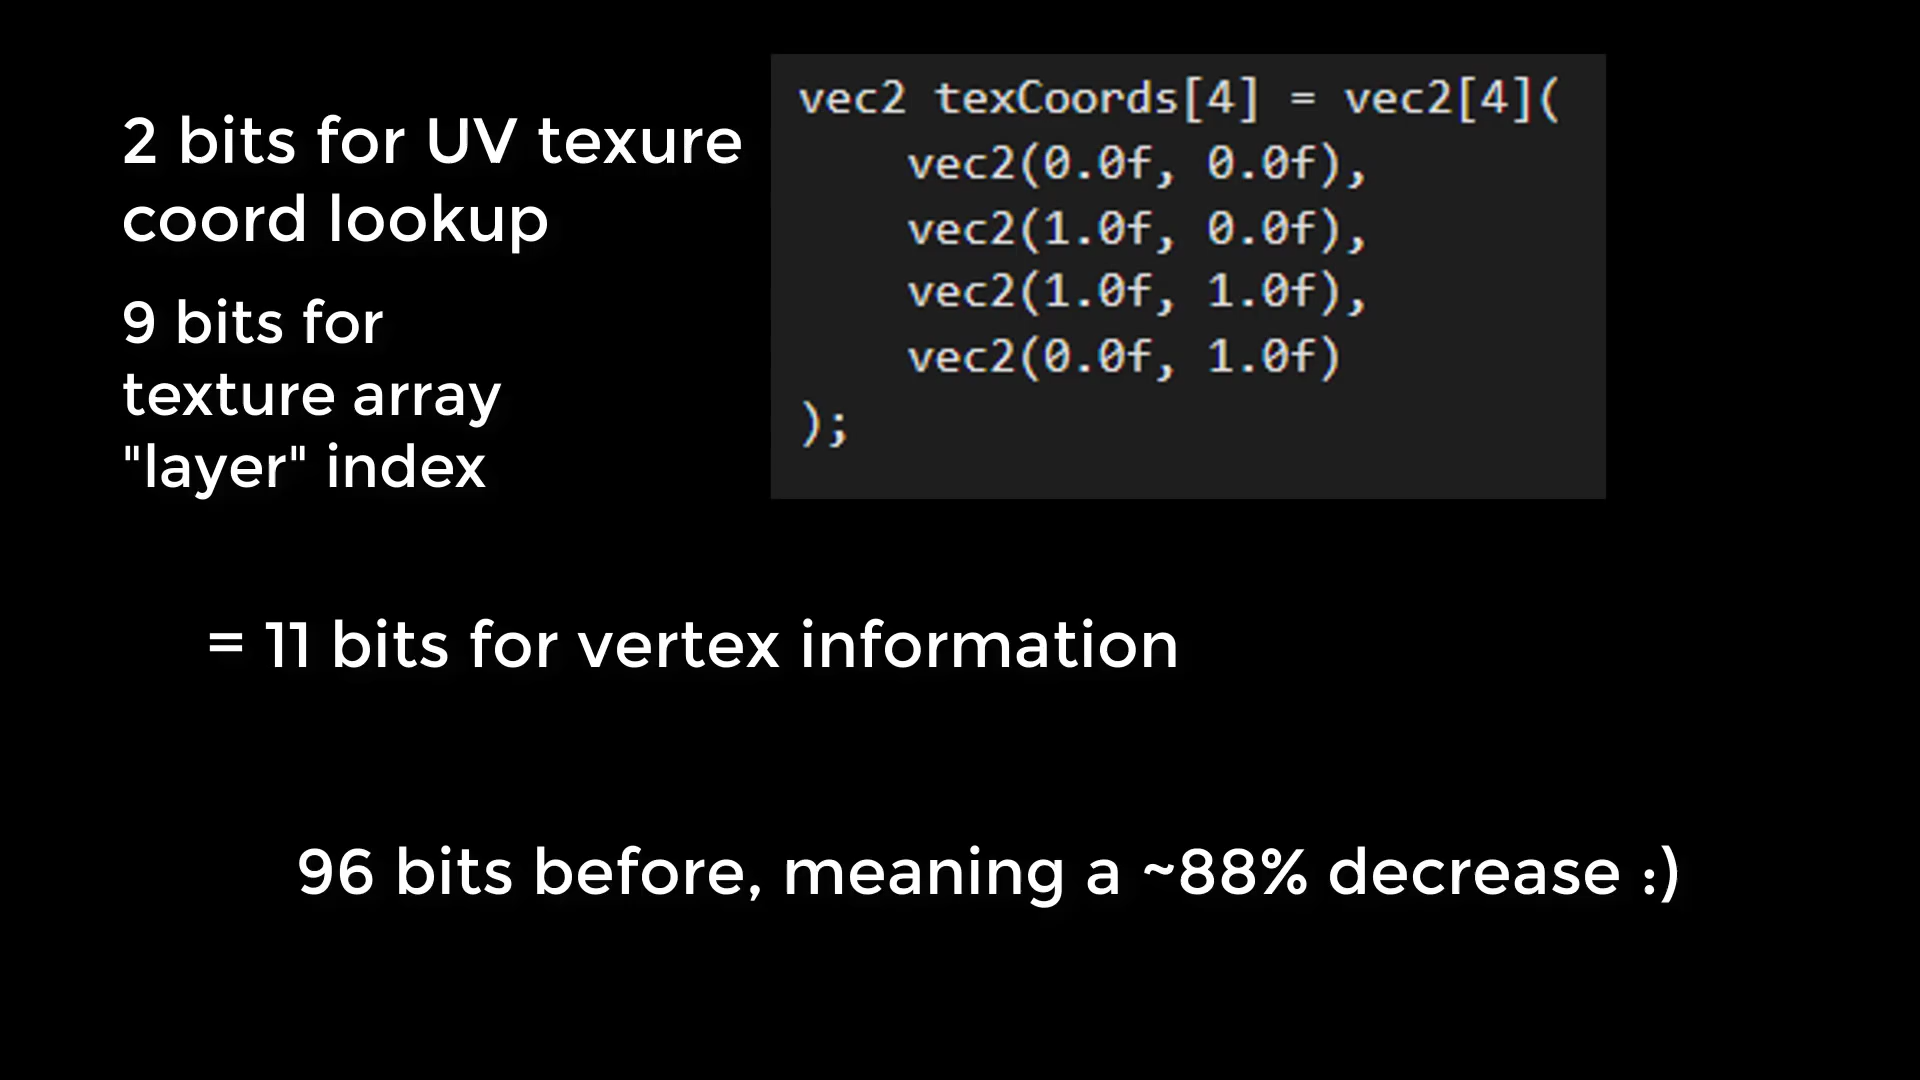 2 bits for UV texure
coord lookup
9 bits for
texture array
"layer" index
vec2 texCoords[4] = vec2[4](
    vec2(0.0f, 0.0f),
    vec2(1.0f, 0.0f),
    vec2(1.0f, 1.0f),
    vec2(0.0f, 1.0f)
);
= 11 bits for vertex information
96 bits before, meaning a ~88% decrease :)